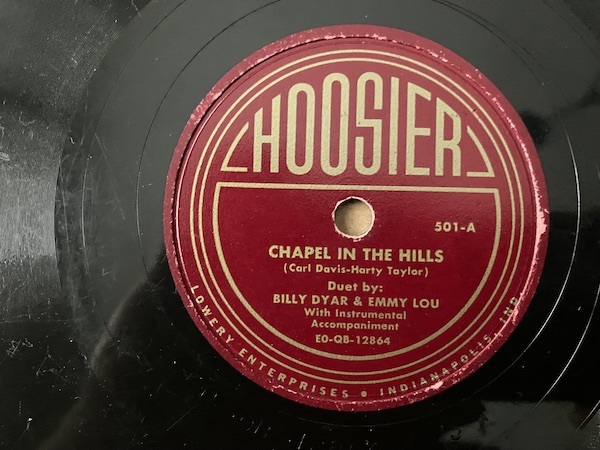 HOOSIER
501-A
CHAPEL IN THE HILLS
(Carl Davis-Harty Taylor)
Duet by:
BILLY DYAR & EMMY LOU
With Instrumental
Accompaniment
E0-QB-12864
LOWERY ENTERPRISES • INDIANAPOLIS, IND.